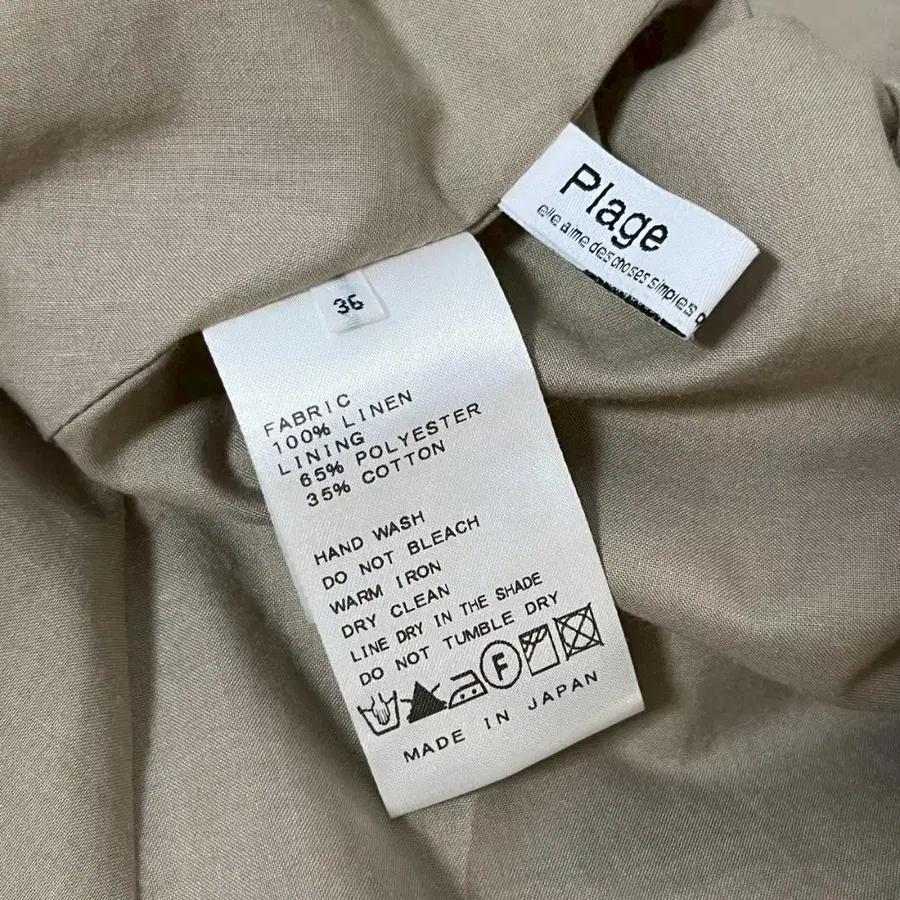 Plage
elle aime des choses simples
36
FABRIC
100% LINEN
LINING
65% POLYESTER
35% COTTON
HAND WASH
DO NOT BLEACH
WARM IRON
DRY CLEAN
LINE DRY IN THE SHADE
DO NOT TUMBLE DRY
F
MADE IN JAPAN